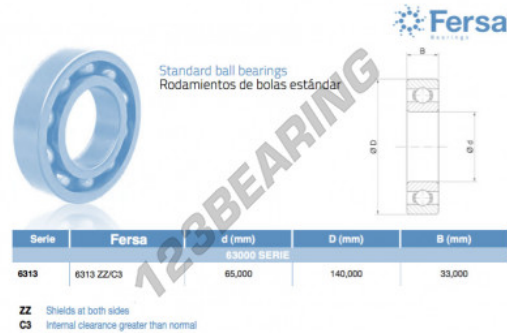 Fersa
Bearings
Standard ball bearings
Rodamientos de bolas estándar
B
Ø D
Ø d
123BEARING
Serie Fersa d (mm) D (mm) B (mm)
63000 SERIE
6313 6313 ZZ/C3 65,000 140,000 33,000
ZZ Shields at both sides
C3 Internal clearance greater than normal